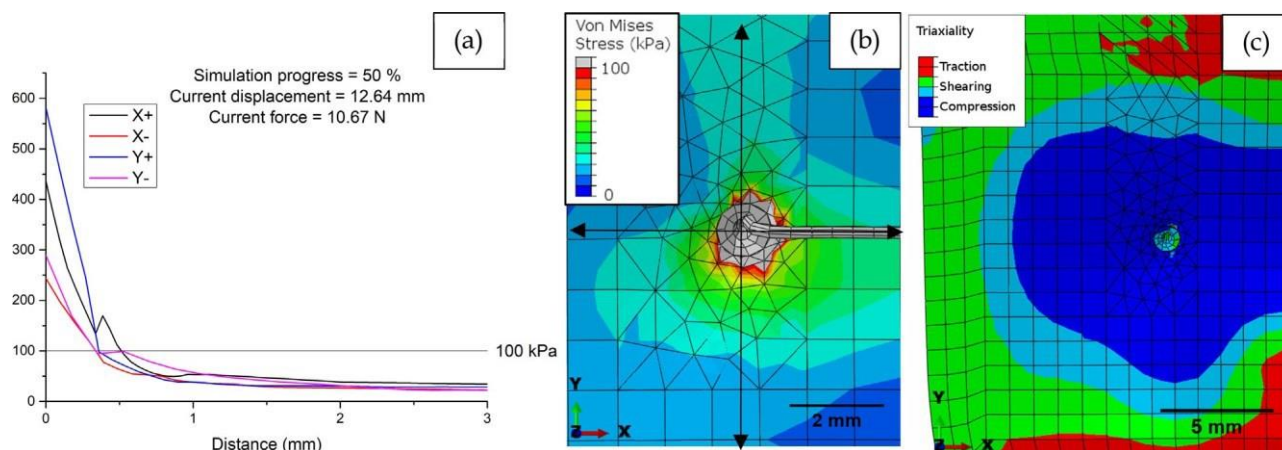 (a)
Simulation progress = 50 %
Current displacement = 12.64 mm
Current force = 10.67 N
X+
X-
Y+
Y-
600
500
400
300
200
100
0
100 kPa
0
1
2
3
Distance (mm)
(b)
Von Mises
Stress (kPa)
100
0
Y
Z
X
2 mm
(c)
Triaxiality
Traction
Shearing
Compression
Y
Z
X
5 mm